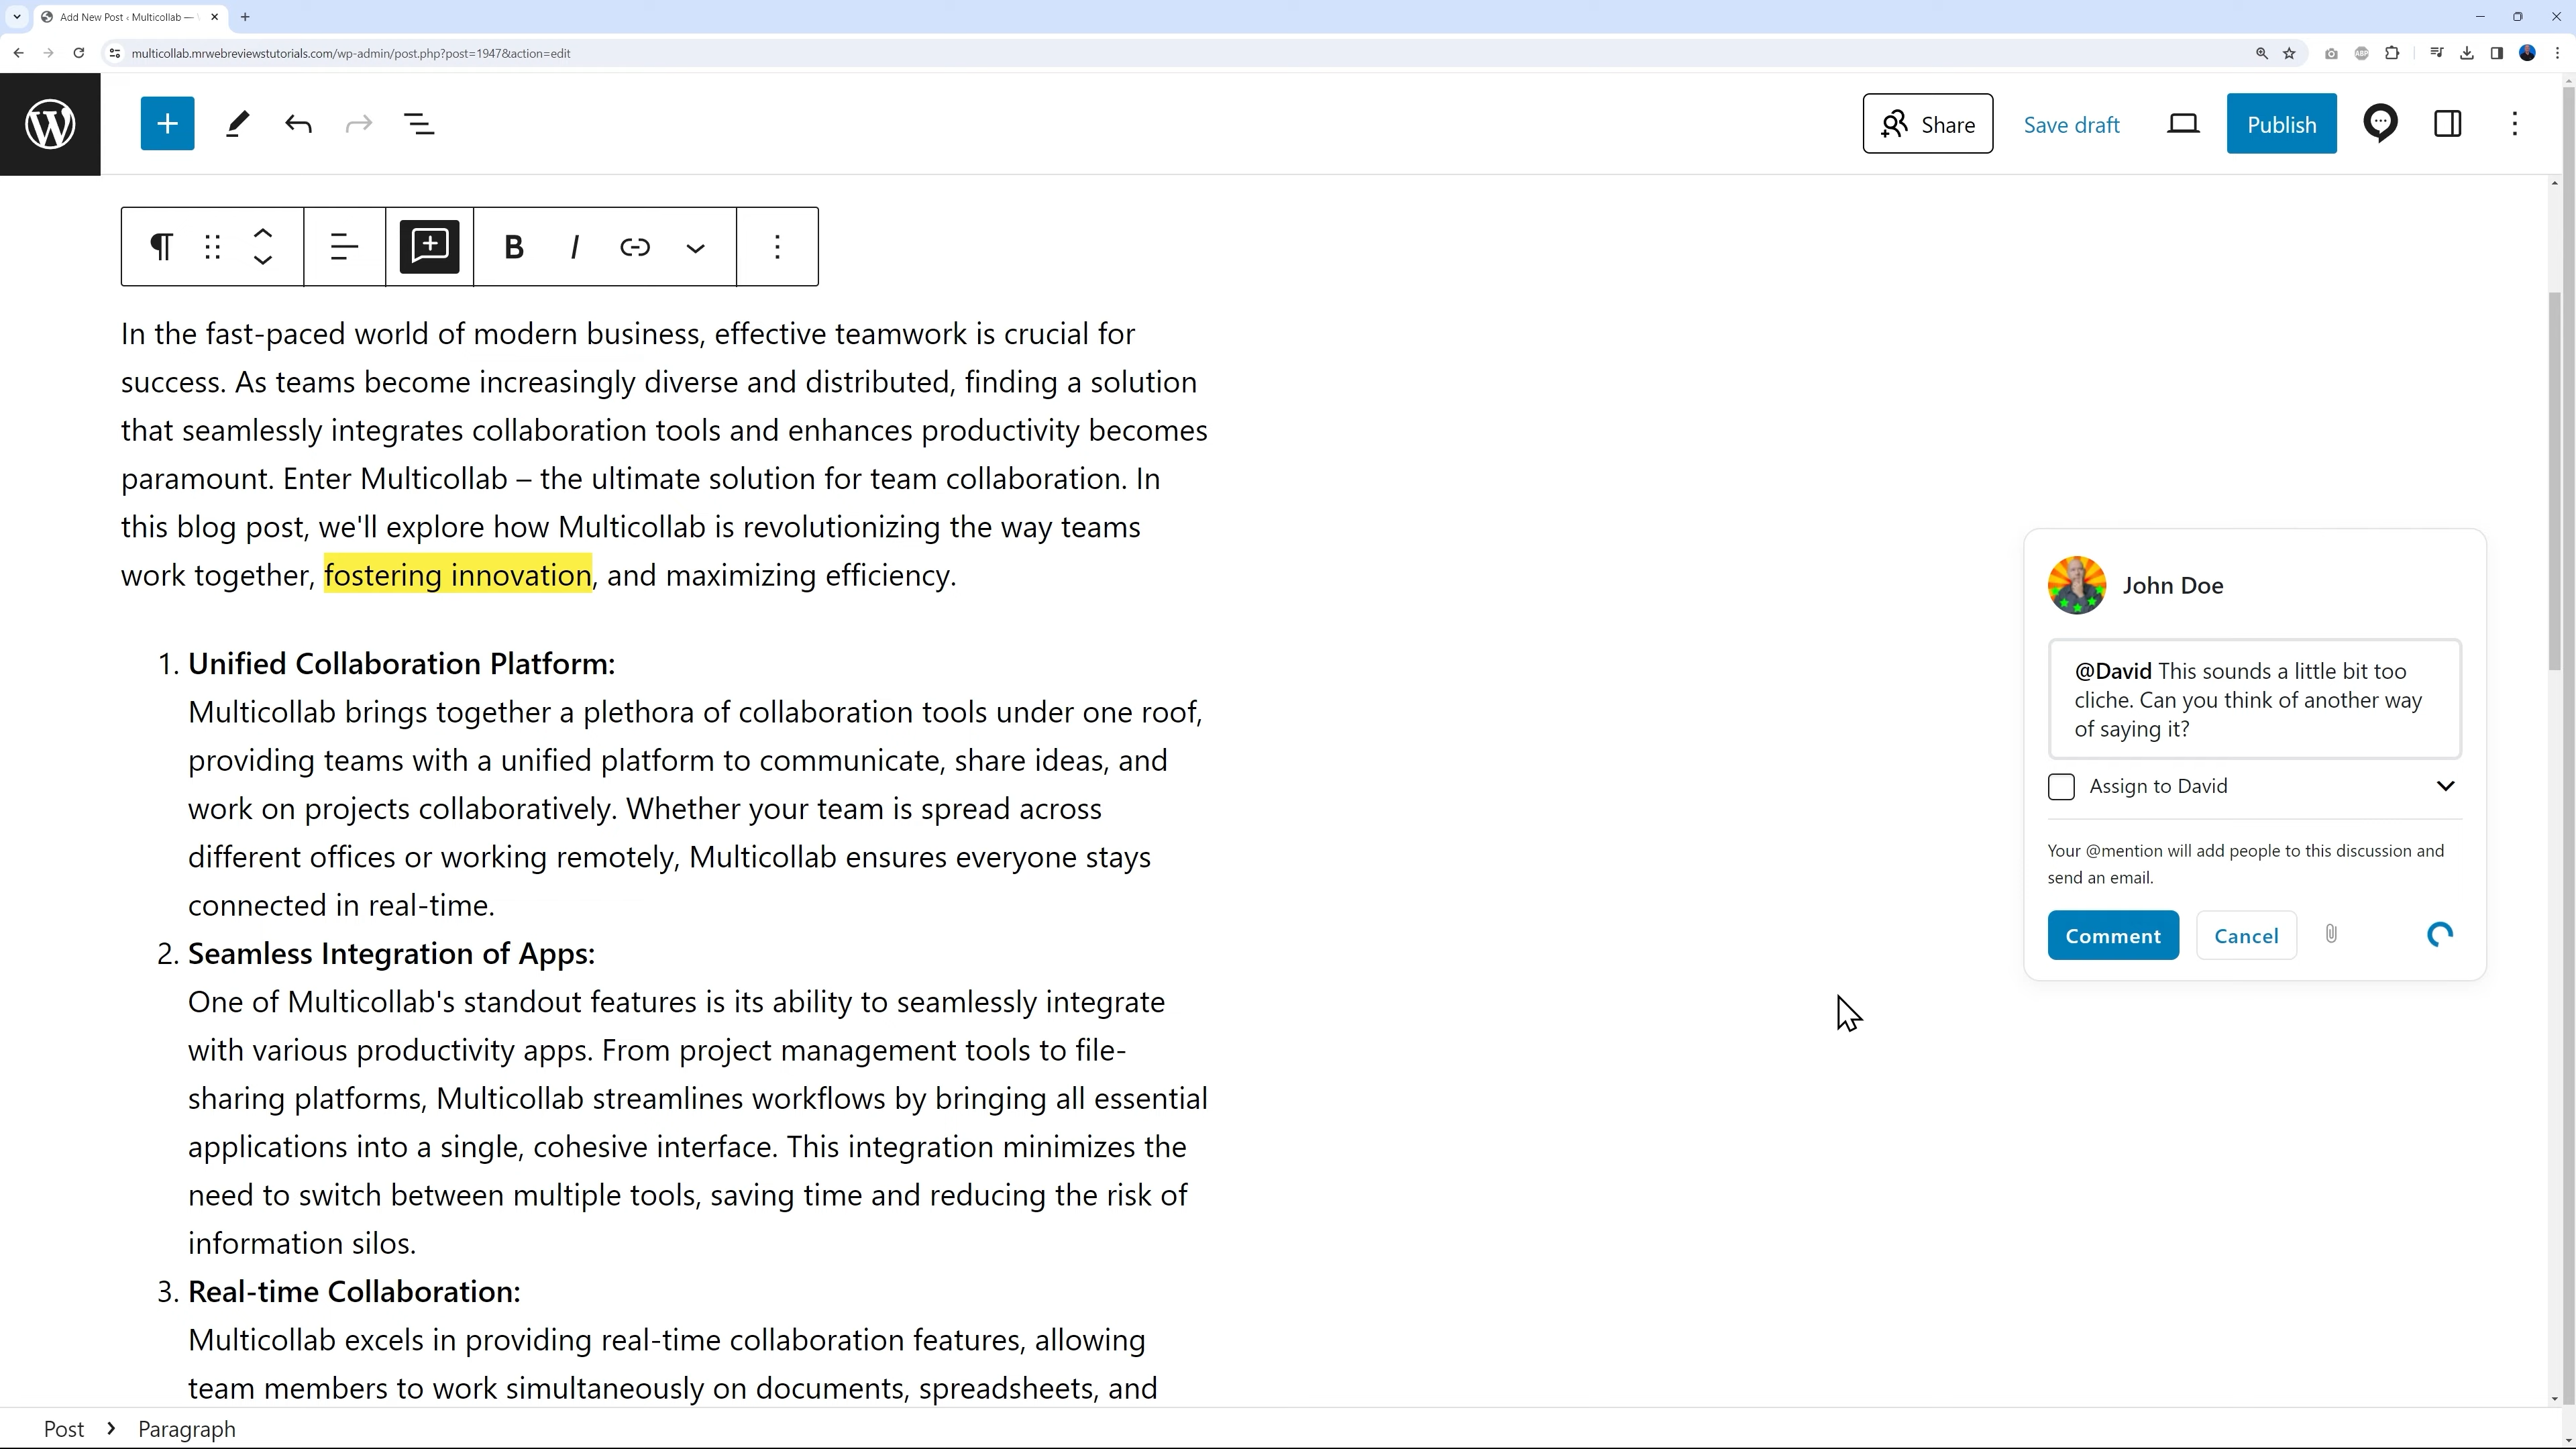 Add New Post ‹ Multicollab —
multicollab.mrwebreviewstutorials.com/wp-admin/post.php?post=1947&action=edit
ABP
Share
Save draft
Publish
B I
In the fast-paced world of modern business, effective teamwork is crucial for
success. As teams become increasingly diverse and distributed, finding a solution
that seamlessly integrates collaboration tools and enhances productivity becomes
paramount. Enter Multicollab – the ultimate solution for team collaboration. In
this blog post, we'll explore how Multicollab is revolutionizing the way teams
work together, fostering innovation, and maximizing efficiency.
1. Unified Collaboration Platform:
Multicollab brings together a plethora of collaboration tools under one roof,
providing teams with a unified platform to communicate, share ideas, and
work on projects collaboratively. Whether your team is spread across
different offices or working remotely, Multicollab ensures everyone stays
connected in real-time.
2. Seamless Integration of Apps:
One of Multicollab's standout features is its ability to seamlessly integrate
with various productivity apps. From project management tools to file-
sharing platforms, Multicollab streamlines workflows by bringing all essential
applications into a single, cohesive interface. This integration minimizes the
need to switch between multiple tools, saving time and reducing the risk of
information silos.
3. Real-time Collaboration:
Multicollab excels in providing real-time collaboration features, allowing
team members to work simultaneously on documents, spreadsheets, and
John Doe
@David This sounds a little bit too
cliche. Can you think of another way
of saying it?
Assign to David
Your @mention will add people to this discussion and
send an email.
Comment
Cancel
Post
Paragraph